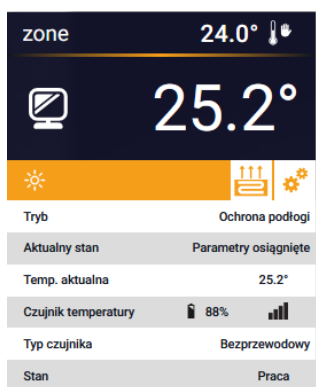 zone 24.0°
25.2°
Tryb Ochrona podłogi
Aktualny stan Parametry osiągnięte
Temp. aktualna 25.2°
Czujnik temperatury 88%
Typ czujnika Bezprzewodowy
Stan Praca